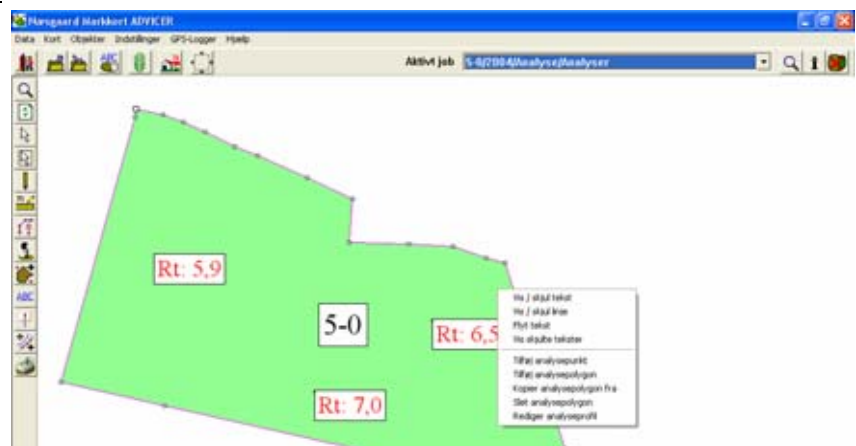 Næsgaard Markkort ADVICER
Data Kort Objekter Indstillinger GPS-Logger Hjælp
Aktivt job 5-0/2004/Analyse/Analyser
Rt: 5,9
5-0
Rt: 6,5
Rt: 7,0
Vis / skjul tekst
Vis / skjul linie
Flyt tekst
Vis skjulte tekster
Tilføj analysepunkt
Tilføj analysepolygon
Kopier analysepolygon fra
Slet analysepolygon
Rediger analyseprofil
ABC